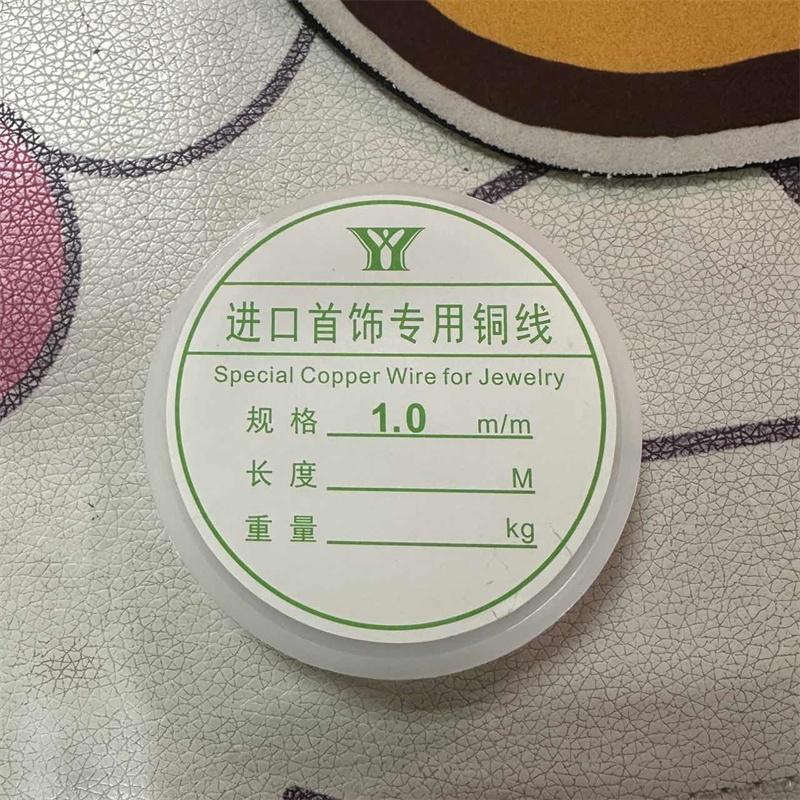 进口首饰专用铜线
Special Copper Wire for Jewelry
规格 1.0 m/m
长度 M
重量 kg